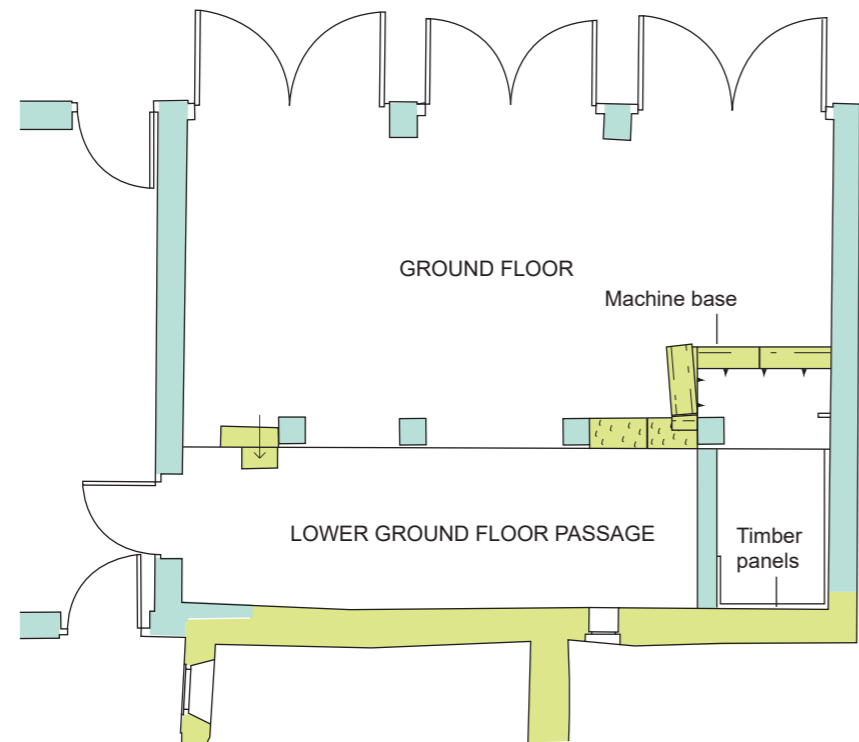 GROUND FLOOR
Machine base
LOWER GROUND FLOOR PASSAGE
Timber
panels